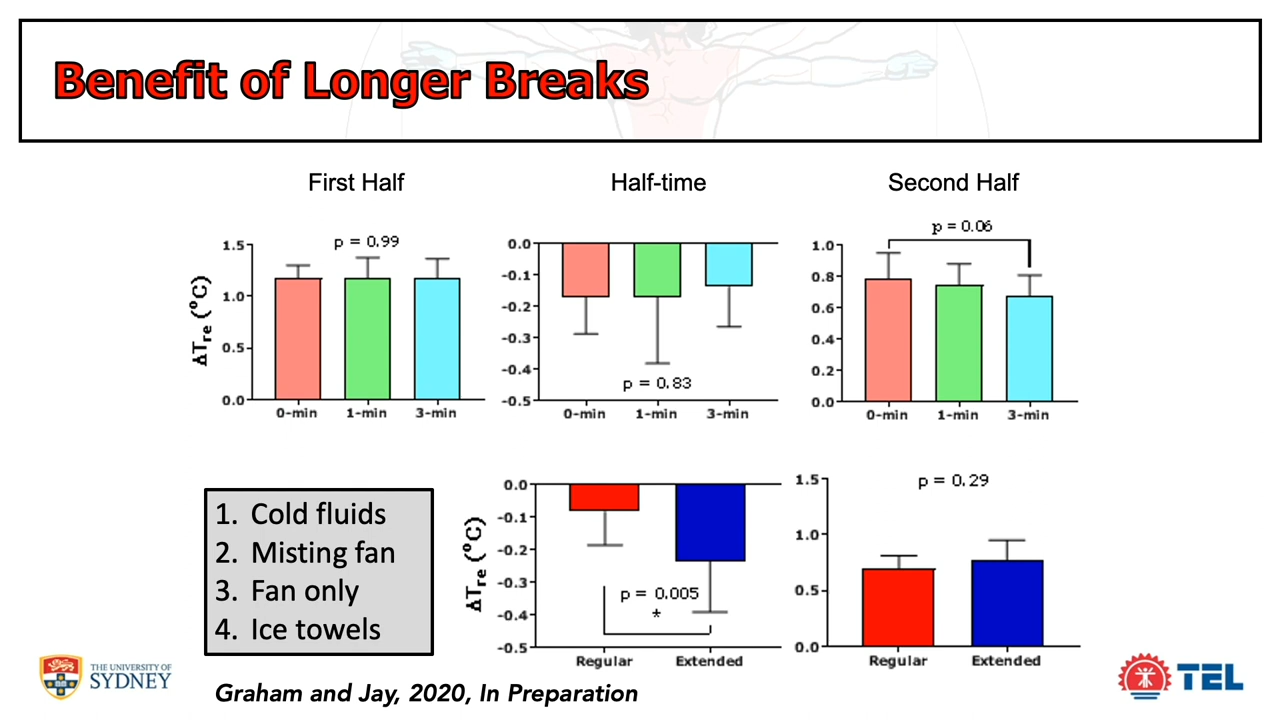 Benefit of Longer Breaks
First Half
Half-time
Second Half
ΔTre (°C)
1.5
1.0
0.5
0.0
p = 0.99
0-min
1-min
3-min
0.0
-0.1
-0.2
-0.3
-0.4
-0.5
p = 0.83
0-min
1-min
3-min
1.0
0.8
0.6
0.4
0.2
0.0
p = 0.06
0-min
1-min
3-min
1. Cold fluids
2. Misting fan
3. Fan only
4. Ice towels
ΔTre (°C)
0.0
-0.1
-0.2
-0.3
-0.4
-0.5
p = 0.005
*
Regular
Extended
1.5
1.0
0.5
0.0
p = 0.29
Regular
Extended
THE UNIVERSITY OF
SYDNEY
Graham and Jay, 2020, In Preparation
TEL